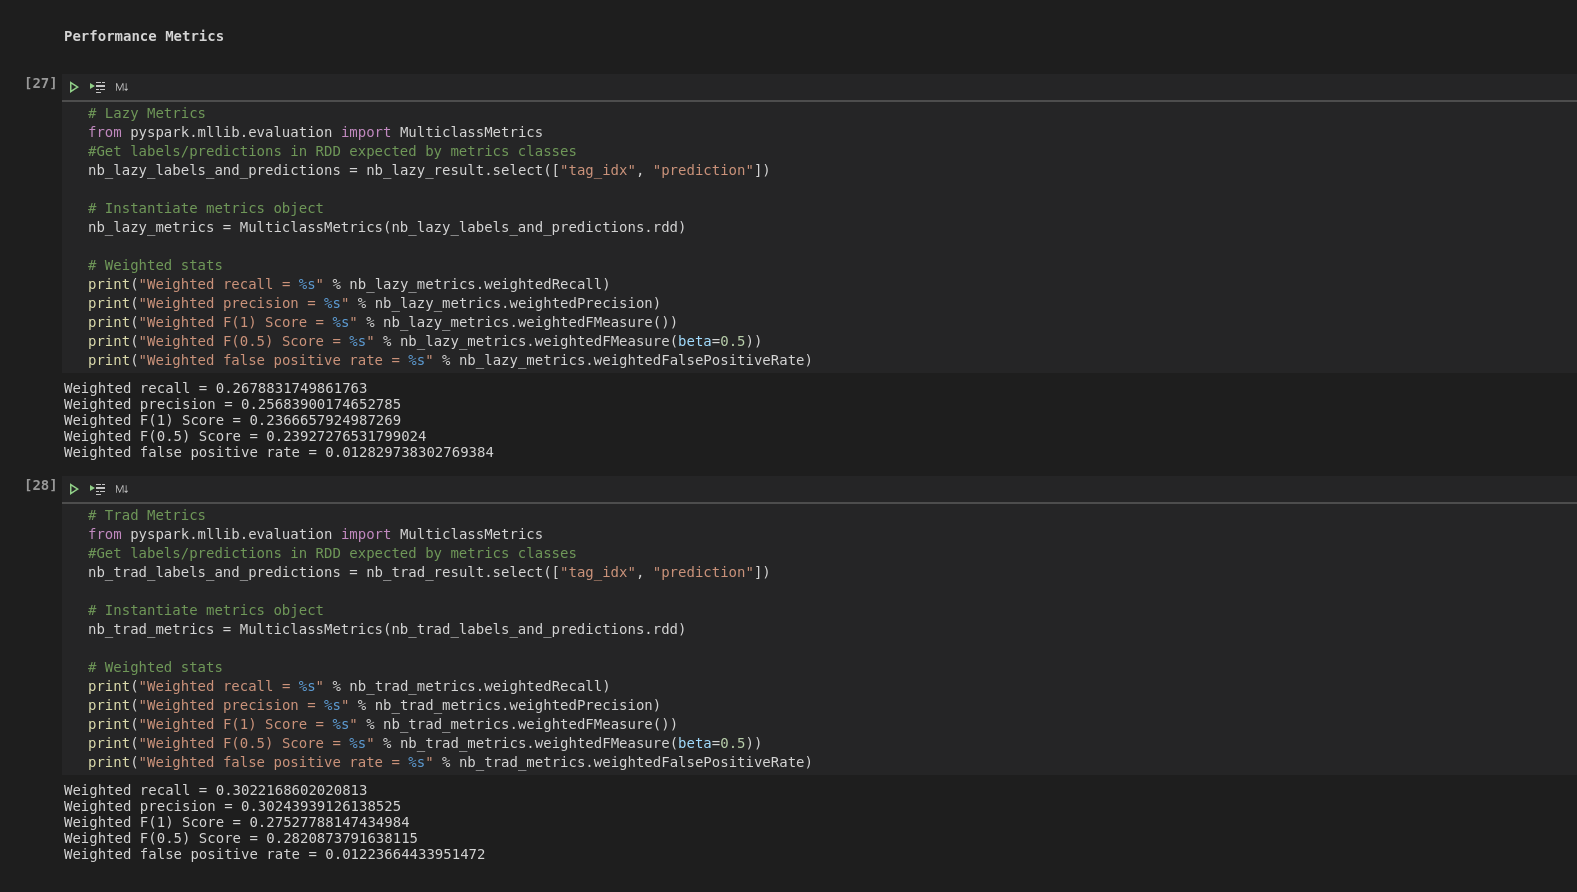 Performance Metrics
[27]
M↓
# Lazy Metrics
from pyspark.mllib.evaluation import MulticlassMetrics
#Get labels/predictions in RDD expected by metrics classes
nb_lazy_labels_and_predictions = nb_lazy_result.select(["tag_idx", "prediction"])
# Instantiate metrics object
nb_lazy_metrics = MulticlassMetrics(nb_lazy_labels_and_predictions.rdd)
# Weighted stats
print("Weighted recall = %s" % nb_lazy_metrics.weightedRecall)
print("Weighted precision = %s" % nb_lazy_metrics.weightedPrecision)
print("Weighted F(1) Score = %s" % nb_lazy_metrics.weightedFMeasure())
print("Weighted F(0.5) Score = %s" % nb_lazy_metrics.weightedFMeasure(beta=0.5))
print("Weighted false positive rate = %s" % nb_lazy_metrics.weightedFalsePositiveRate)
Weighted recall = 0.2678831749861763
Weighted precision = 0.25683900174652785
Weighted F(1) Score = 0.2366657924987269
Weighted F(0.5) Score = 0.23927276531799024
Weighted false positive rate = 0.012829738302769384
[28]
M↓
# Trad Metrics
from pyspark.mllib.evaluation import MulticlassMetrics
#Get labels/predictions in RDD expected by metrics classes
nb_trad_labels_and_predictions = nb_trad_result.select(["tag_idx", "prediction"])
# Instantiate metrics object
nb_trad_metrics = MulticlassMetrics(nb_trad_labels_and_predictions.rdd)
# Weighted stats
print("Weighted recall = %s" % nb_trad_metrics.weightedRecall)
print("Weighted precision = %s" % nb_trad_metrics.weightedPrecision)
print("Weighted F(1) Score = %s" % nb_trad_metrics.weightedFMeasure())
print("Weighted F(0.5) Score = %s" % nb_trad_metrics.weightedFMeasure(beta=0.5))
print("Weighted false positive rate = %s" % nb_trad_metrics.weightedFalsePositiveRate)
Weighted recall = 0.3022168602020813
Weighted precision = 0.30243939126138525
Weighted F(1) Score = 0.27527788147434984
Weighted F(0.5) Score = 0.2820873791638115
Weighted false positive rate = 0.01223664433951472